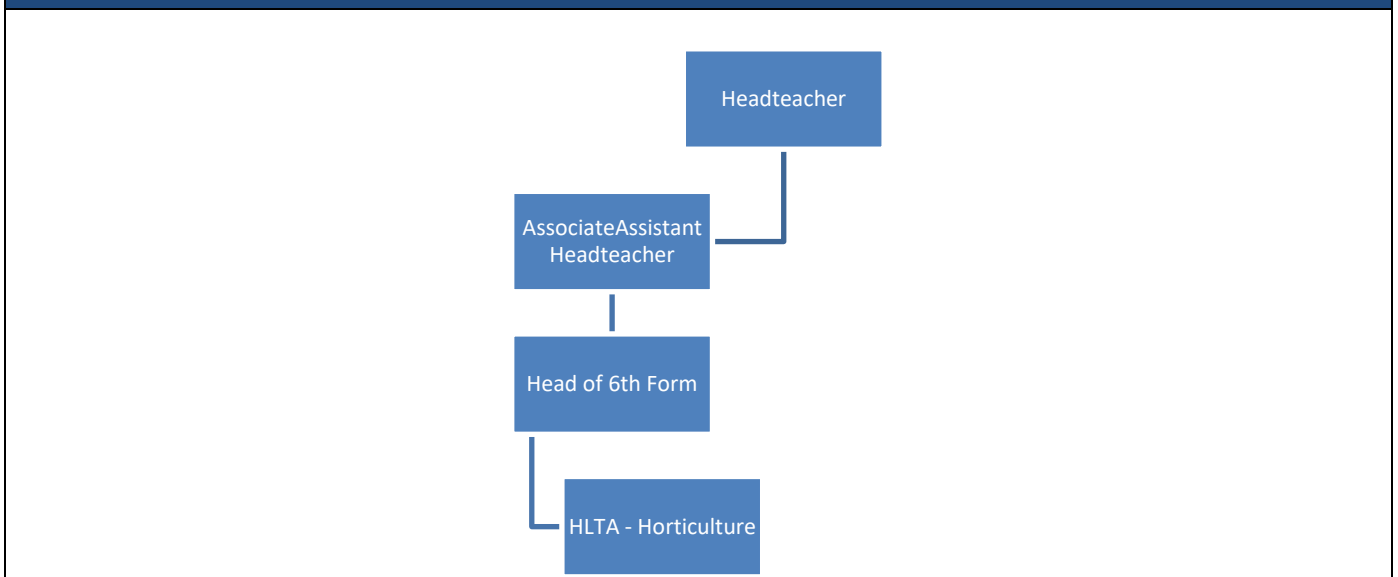 Headteacher
AssociateAssistant
Headteacher
Head of 6th Form
HLTA - Horticulture